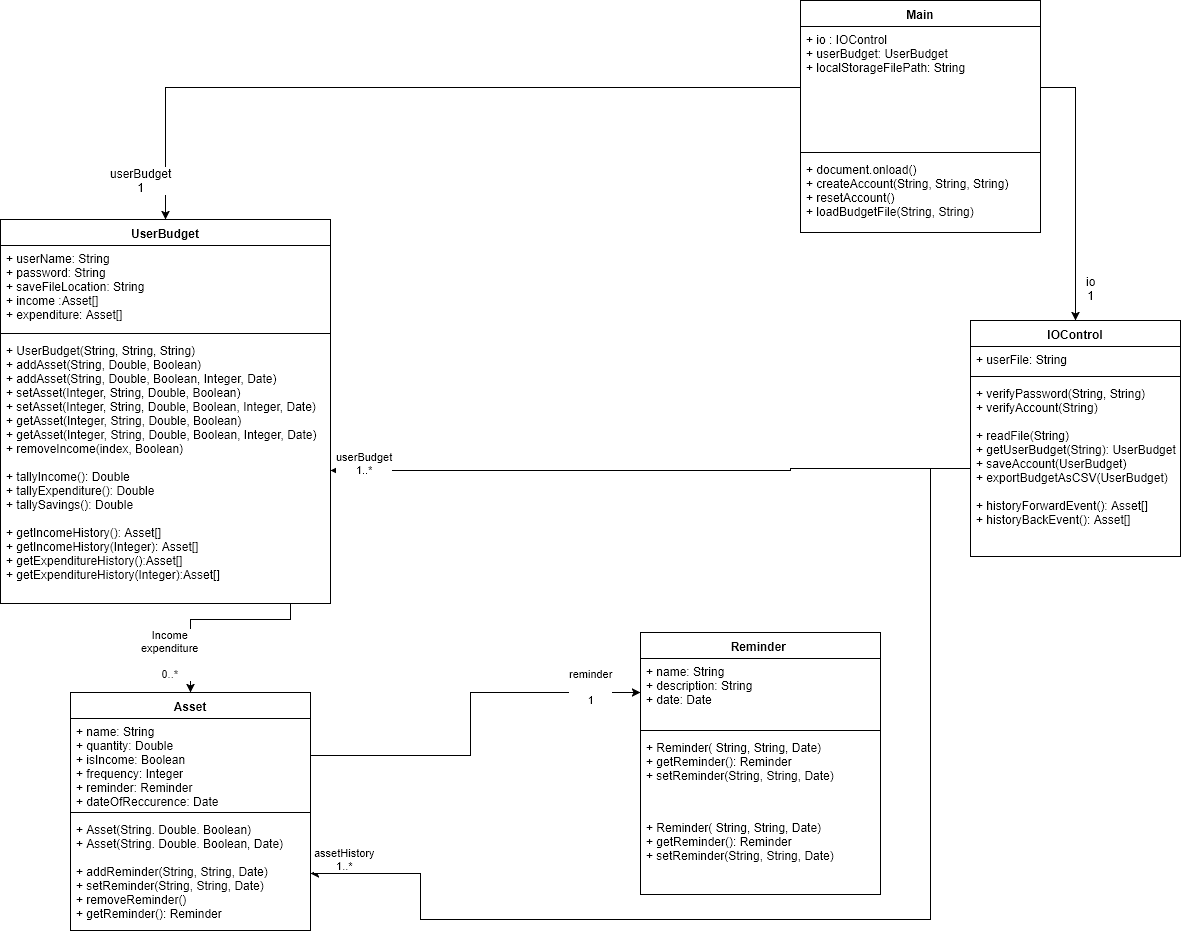 Main
+ io : IOControl
+ userBudget: UserBudget
+ localStorageFilePath: String
+ document.onload()
+ createAccount(String, String, String)
+ resetAccount()
+ loadBudgetFile(String, String)
userBudget
1
UserBudget
+ userName: String
+ password: String
+ saveFileLocation: String
+ income :Asset[]
+ expenditure: Asset[]
+ UserBudget(String, String, String)
+ addAsset(String, Double, Boolean)
+ addAsset(String, Double, Boolean, Integer, Date)
+ setAsset(Integer, String, Double, Boolean)
+ setAsset(Integer, String, Double, Boolean, Integer, Date)
+ getAsset(Integer, String, Double, Boolean)
+ getAsset(Integer, String, Double, Boolean, Integer, Date)
+ removeIncome(index, Boolean)
+ tallyIncome(): Double
+ tallyExpenditure(): Double
+ tallySavings(): Double
+ getIncomeHistory(): Asset[]
+ getIncomeHistory(Integer): Asset[]
+ getExpenditureHistory():Asset[]
+ getExpenditureHistory(Integer):Asset[]
io
1
IOControl
+ userFile: String
+ verifyPassword(String, String)
+ verifyAccount(String)
+ readFile(String)
+ getUserBudget(String): UserBudget
+ saveAccount(UserBudget)
+ exportBudgetAsCSV(UserBudget)
+ historyForwardEvent(): Asset[]
+ historyBackEvent(): Asset[]
userBudget
1..*
Income
expenditure
0..*
Asset
+ name: String
+ quantity: Double
+ isIncome: Boolean
+ frequency: Integer
+ reminder: Reminder
+ dateOfReccurence: Date
+ Asset(String. Double. Boolean)
+ Asset(String. Double. Boolean, Date)
+ addReminder(String, String, Date)
+ setReminder(String, String, Date)
+ removeReminder()
+ getReminder(): Reminder
reminder
1
Reminder
+ name: String
+ description: String
+ date: Date
+ Reminder( String, String, Date)
+ getReminder(): Reminder
+ setReminder(String, String, Date)
+ Reminder( String, String, Date)
+ getReminder(): Reminder
+ setReminder(String, String, Date)
assetHistory
1..*